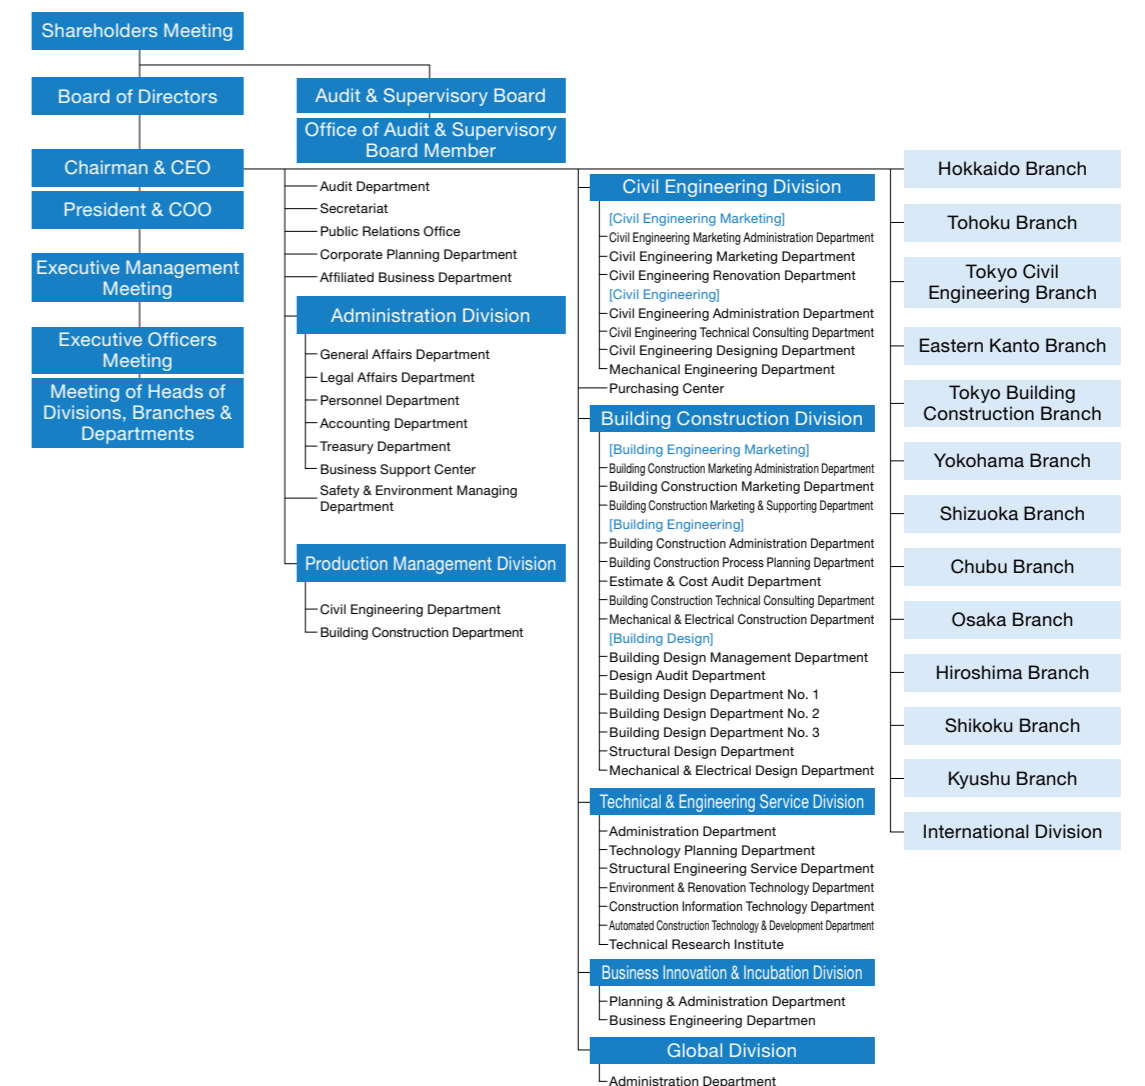 Shareholders Meeting
Board of Directors
Audit & Supervisory Board
Office of Audit & Supervisory
Board Member
Chairman & CEO
President & COO
Executive Management
Meeting
Executive Officers
Meeting
Meeting of Heads of
Divisions, Branches &
Departments
Audit Department
Secretariat
Public Relations Office
Corporate Planning Department
Affiliated Business Department
Administration Division
General Affairs Department
Legal Affairs Department
Personnel Department
Accounting Department
Treasury Department
Business Support Center
Safety & Environment Managing
Department
Production Management Division
Civil Engineering Department
Building Construction Department
Civil Engineering Division
[Civil Engineering Marketing]
Civil Engineering Marketing Administration Department
Civil Engineering Marketing Department
Civil Engineering Renovation Department
[Civil Engineering]
Civil Engineering Administration Department
Civil Engineering Technical Consulting Department
Civil Engineering Designing Department
Mechanical Engineering Department
Purchasing Center
Building Construction Division
[Building Engineering Marketing]
Building Construction Marketing Administration Department
Building Construction Marketing Department
Building Construction Marketing & Supporting Department
[Building Engineering]
Building Construction Administration Department
Building Construction Process Planning Department
Estimate & Cost Audit Department
Building Construction Technical Consulting Department
Mechanical & Electrical Construction Department
[Building Design]
Building Design Management Department
Design Audit Department
Building Design Department No. 1
Building Design Department No. 2
Building Design Department No. 3
Structural Design Department
Mechanical & Electrical Design Department
Technical & Engineering Service Division
Administration Department
Technology Planning Department
Structural Engineering Service Department
Environment & Renovation Technology Department
Construction Information Technology Department
Automated Construction Technology & Development Department
Technical Research Institute
Business Innovation & Incubation Division
Planning & Administration Department
Business Engineering Departmen
Global Division
Administration Department
Hokkaido Branch
Tohoku Branch
Tokyo Civil
Engineering Branch
Eastern Kanto Branch
Tokyo Building
Construction Branch
Yokohama Branch
Shizuoka Branch
Chubu Branch
Osaka Branch
Hiroshima Branch
Shikoku Branch
Kyushu Branch
International Division